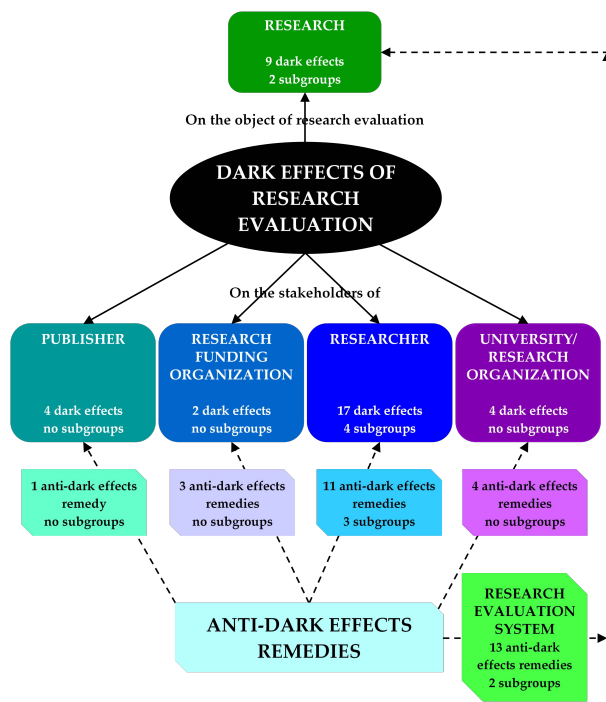 RESEARCH
9 dark effects
2 subgroups
On the object of research evaluation
DARK EFFECTS OF
RESEARCH
EVALUATION
On the stakeholders of
PUBLISHER
4 dark effects
no subgroups
RESEARCH
FUNDING
ORGANIZATION
2 dark effects
no subgroups
RESEARCHER
17 dark effects
4 subgroups
UNIVERSITY/
RESEARCH
ORGANIZATION
4 dark effects
no subgroups
1 anti-dark effects
remedy
no subgroups
3 anti-dark effects
remedies
no subgroups
11 anti-dark effects
remedies
3 subgroups
4 anti-dark effects
remedies
no subgroups
ANTI-DARK EFFECTS
REMEDIES
RESEARCH
EVALUATION
SYSTEM
13 anti-dark
effects remedies
2 subgroups